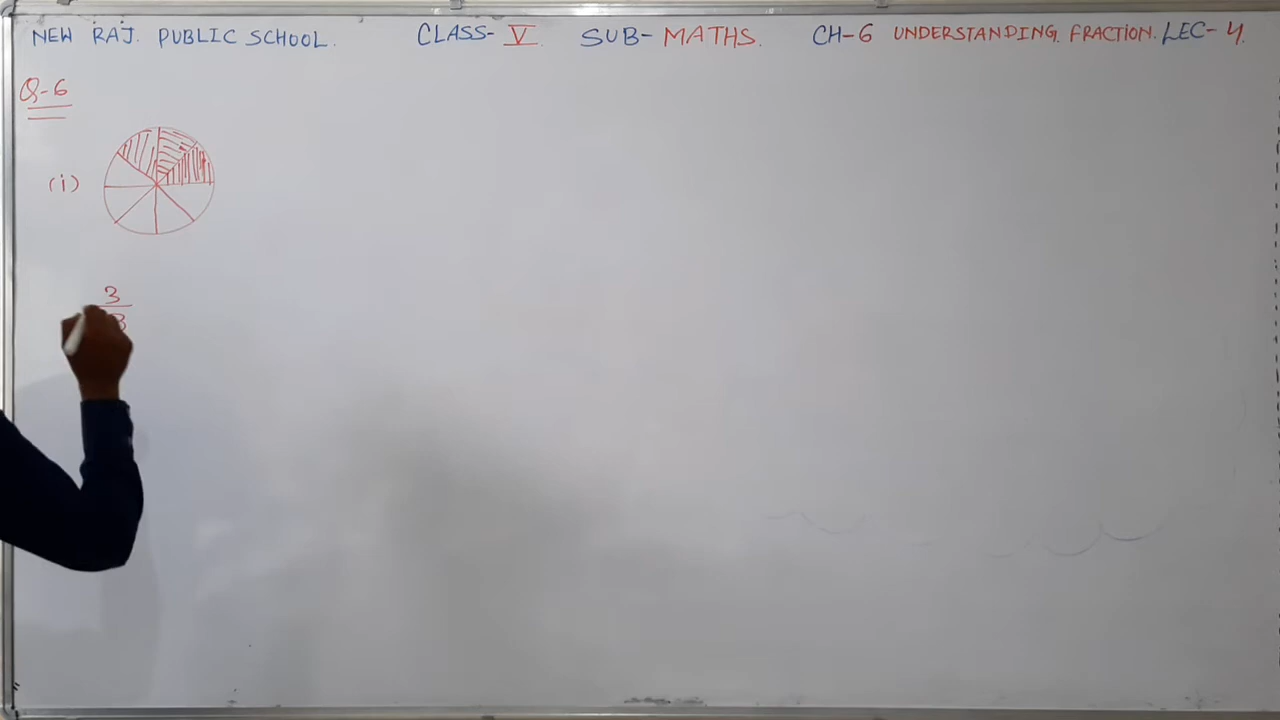 NEW RAJ. PUBLIC SCHOOL. CLASS- V. SUB- MATHS. CH-6 UNDERSTANDING. FRACTION. LEC- 4.
Q-6
(i)
3